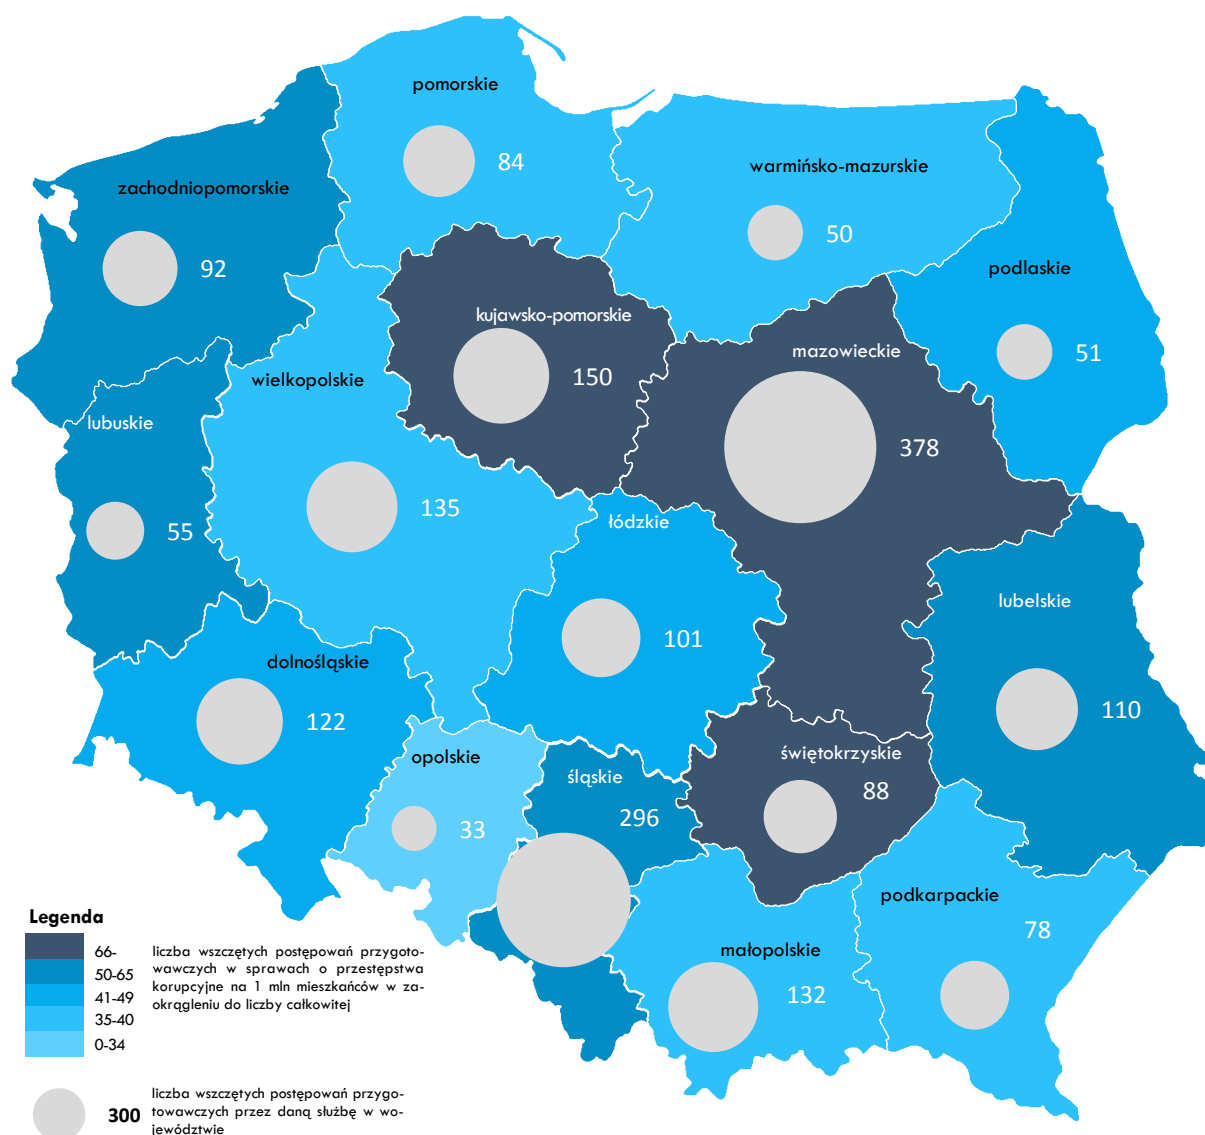 pomorskie
84
warmińsko-mazurskie
50
zachodniopomorskie
92
podlaskie
51
kujawsko-pomorskie
150
mazowieckie
378
wielkopolskie
135
lubuskie
55
łódzkie
101
lubelskie
110
dolnośląskie
122
opolskie
33
śląskie
296
świętokrzyskie
88
podkarpackie
78
małopolskie
132
Legenda
66-
50-65
41-49
35-40
0-34
liczba wszczętych postępowań przygoto-
wawczych w sprawach o przestępstwa
korupcyjne na 1 mln mieszkańców w za-
okrągleniu do liczby całkowitej
300
liczba wszczętych postępowań przygo-
towawczych przez daną służbę w wo-
jewództwie